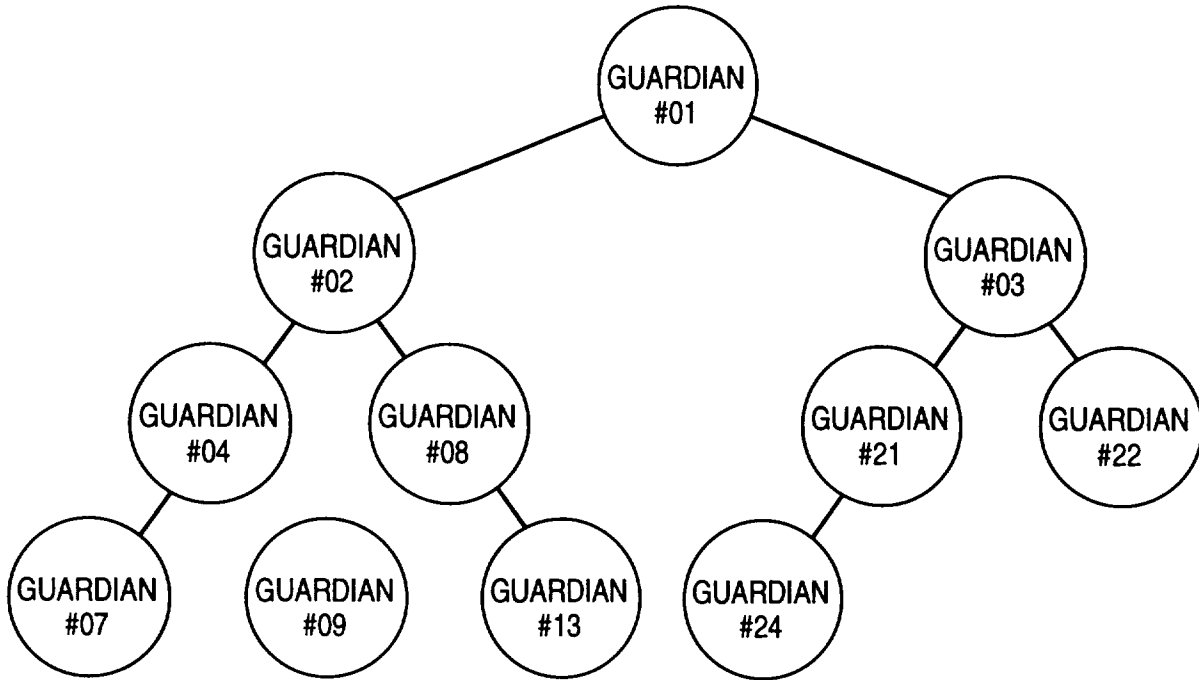 GUARDIAN
#01
GUARDIAN
#02
GUARDIAN
#03
GUARDIAN
#04
GUARDIAN
#08
GUARDIAN
#21
GUARDIAN
#22
GUARDIAN
#07
GUARDIAN
#09
GUARDIAN
#13
GUARDIAN
#24